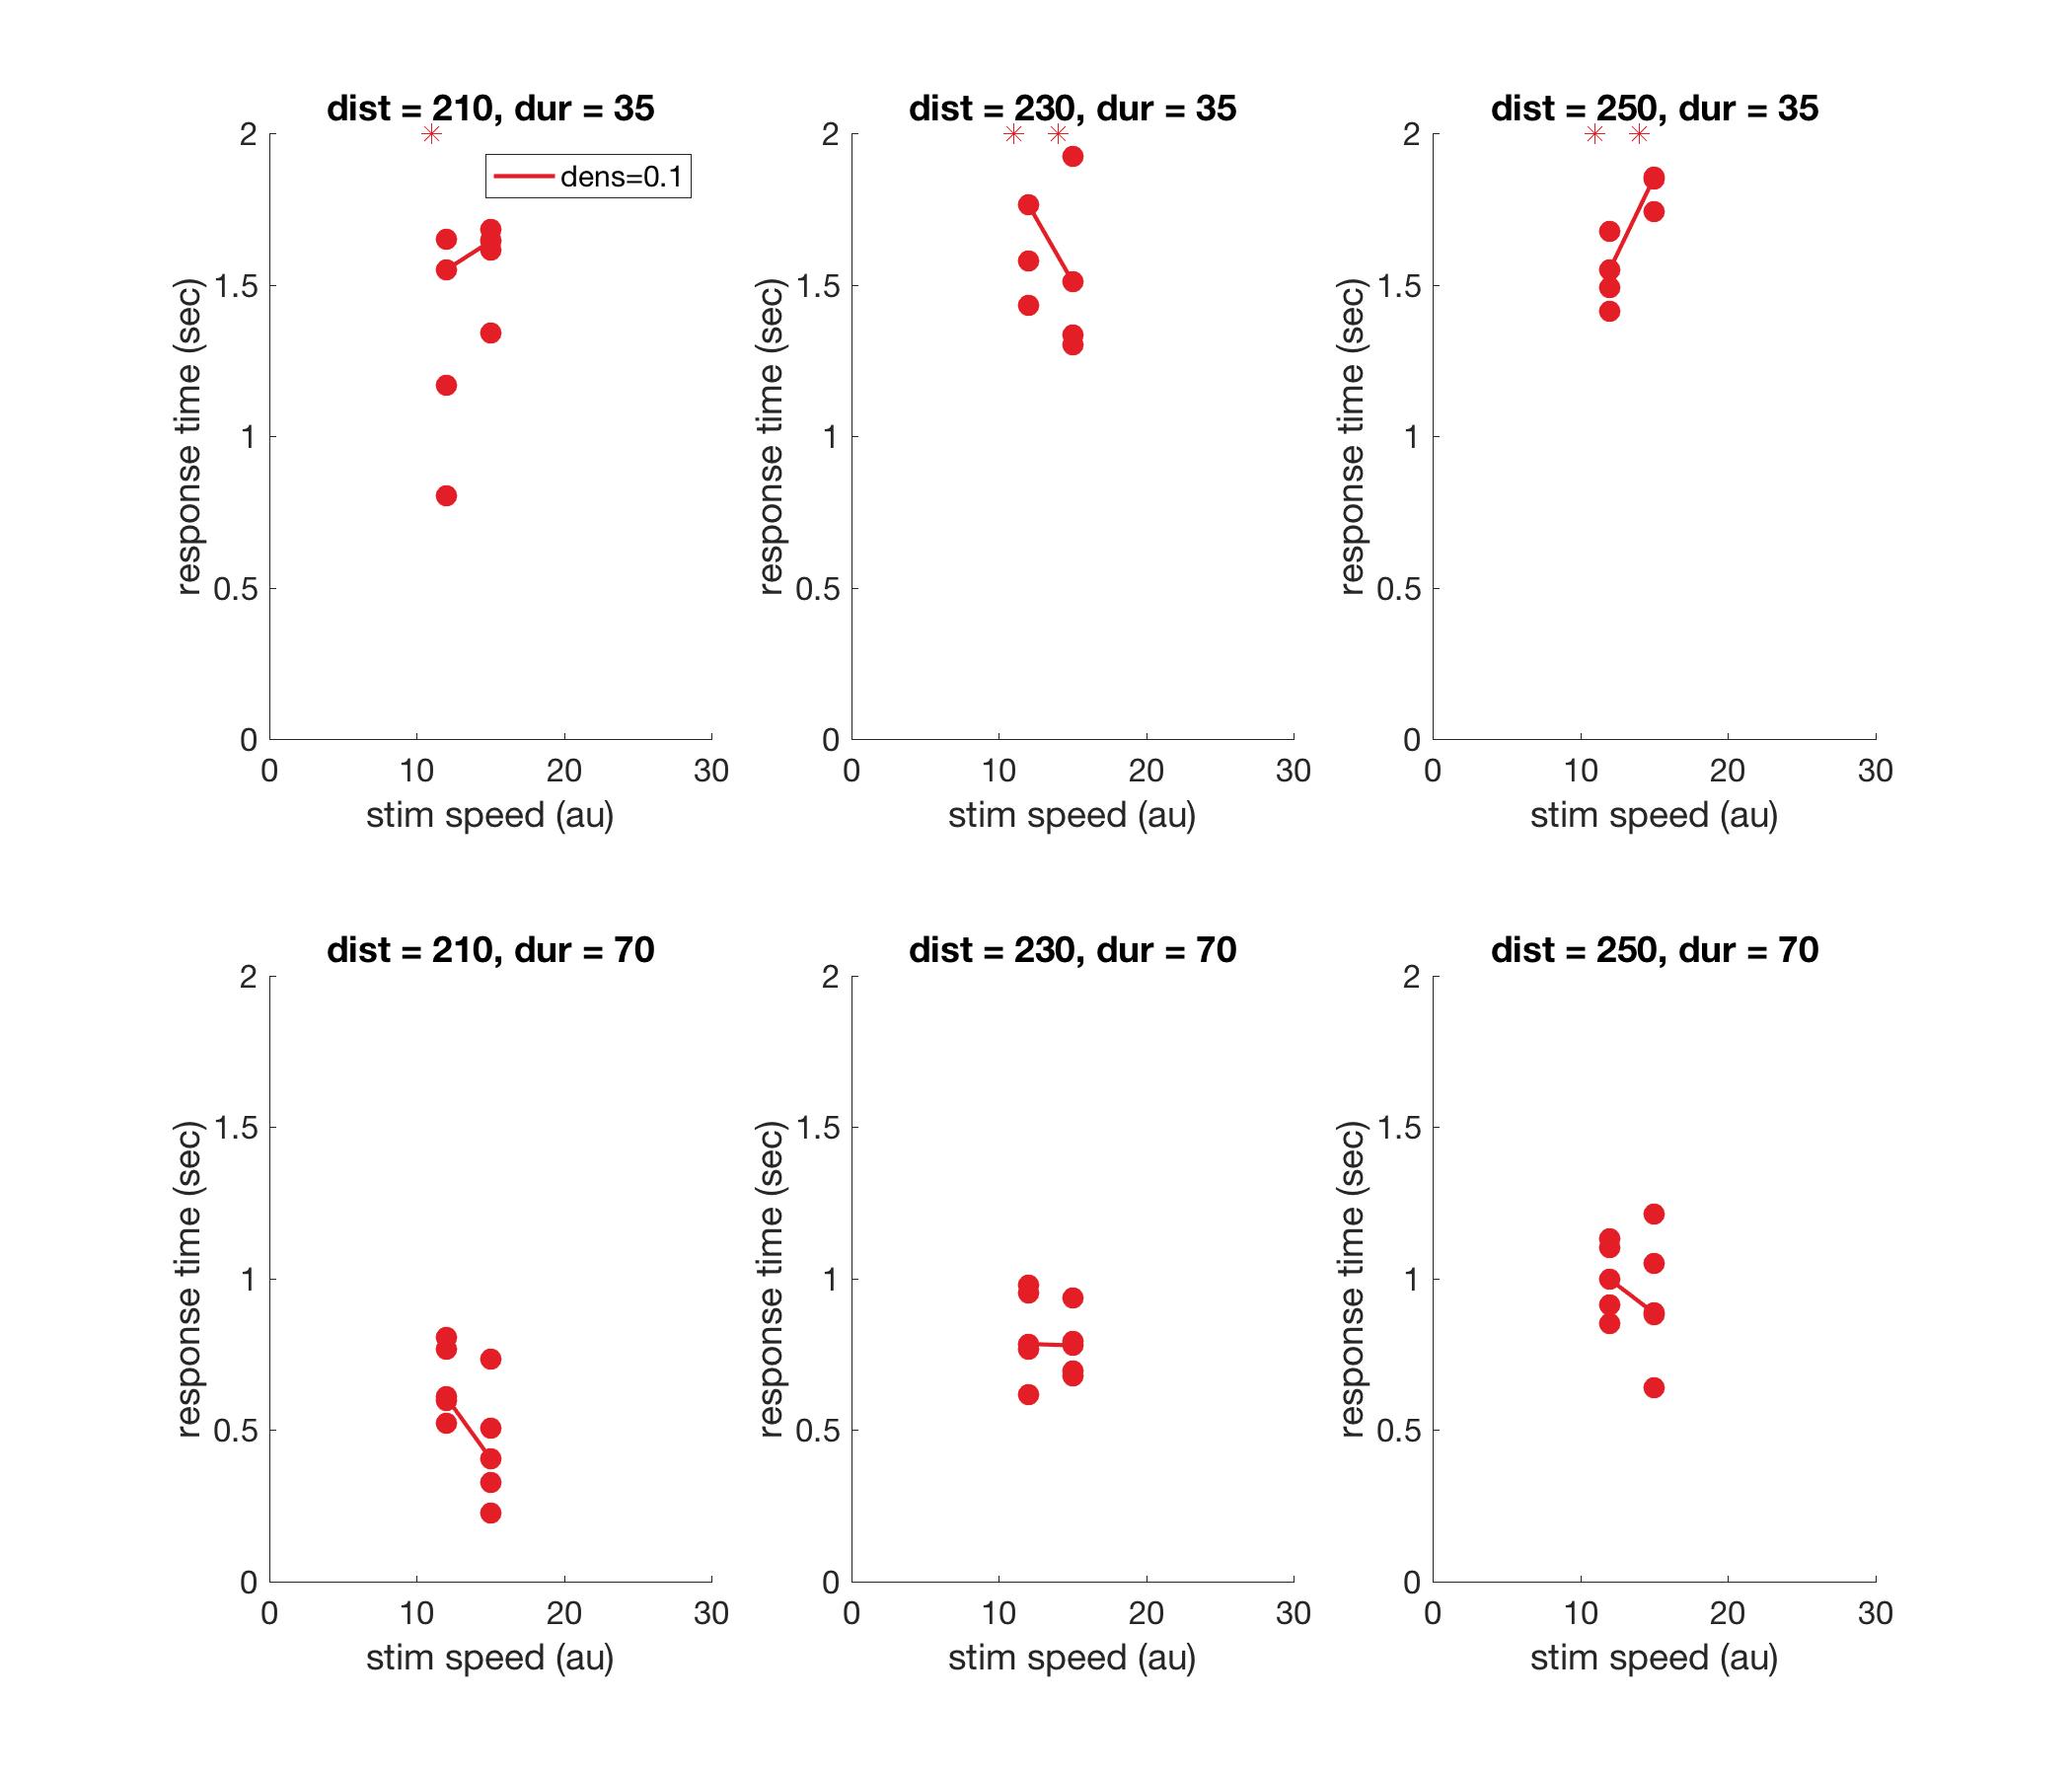 dist = 210, dur = 35
2
1.5
1
0.5
0
0
10
20
30
response time (sec)
stim speed (au)
dens=0.1
dist = 230, dur = 35
2
1.5
1
0.5
0
0
10
20
30
response time (sec)
stim speed (au)
dist = 250, dur = 35
2
1.5
1
0.5
0
0
10
20
30
response time (sec)
stim speed (au)
dist = 210, dur = 70
2
1.5
1
0.5
0
0
10
20
30
response time (sec)
stim speed (au)
dist = 230, dur = 70
2
1.5
1
0.5
0
0
10
20
30
response time (sec)
stim speed (au)
dist = 250, dur = 70
2
1.5
1
0.5
0
0
10
20
30
response time (sec)
stim speed (au)